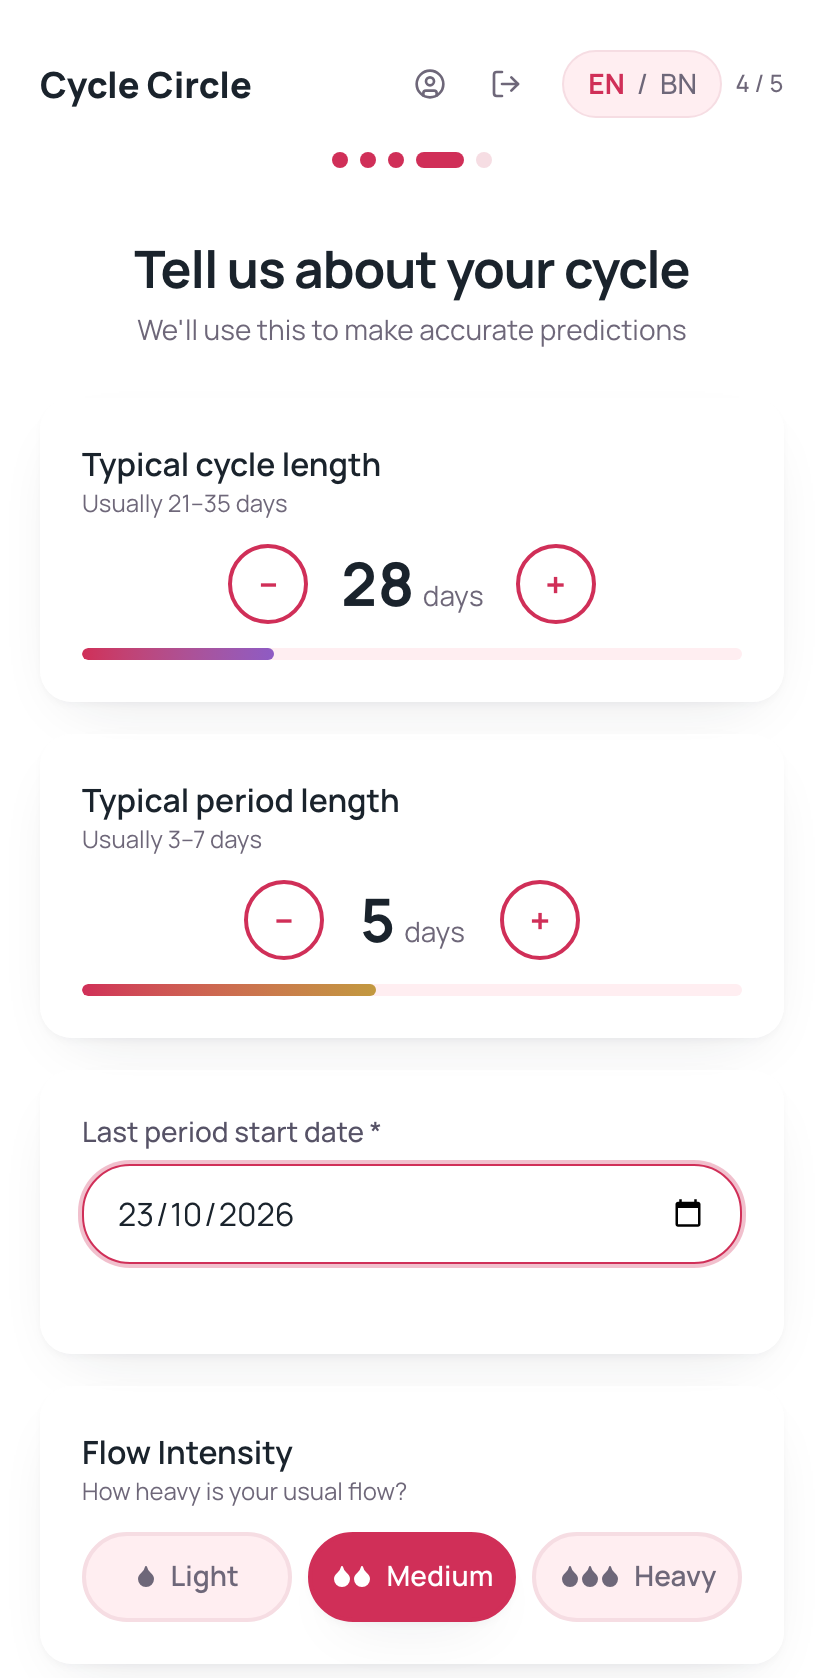 Cycle Circle
EN / BN
4 / 5
Tell us about your cycle
We'll use this to make accurate predictions
Typical cycle length
Usually 21–35 days
− 28 days +
Typical period length
Usually 3–7 days
− 5 days +
Last period start date *
23/10/2026
Flow Intensity
How heavy is your usual flow?
Light
Medium
Heavy